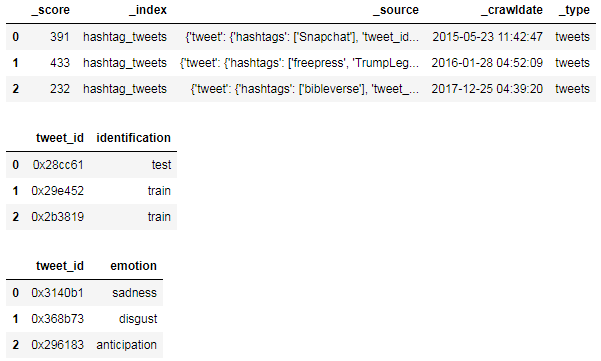 _score _index _source _crawldate _type
0 391 hashtag_tweets {'tweet': {'hashtags': ['Snapchat'], 'tweet_id... 2015-05-23 11:42:47 tweets
1 433 hashtag_tweets {'tweet': {'hashtags': ['freepress', 'TrumpLeg... 2016-01-28 04:52:09 tweets
2 232 hashtag_tweets {'tweet': {'hashtags': ['bibleverse'], 'tweet_... 2017-12-25 04:39:20 tweets
tweet_id identification
0 0x28cc61 test
1 0x29e452 train
2 0x2b3819 train
tweet_id emotion
0 0x3140b1 sadness
1 0x368b73 disgust
2 0x296183 anticipation